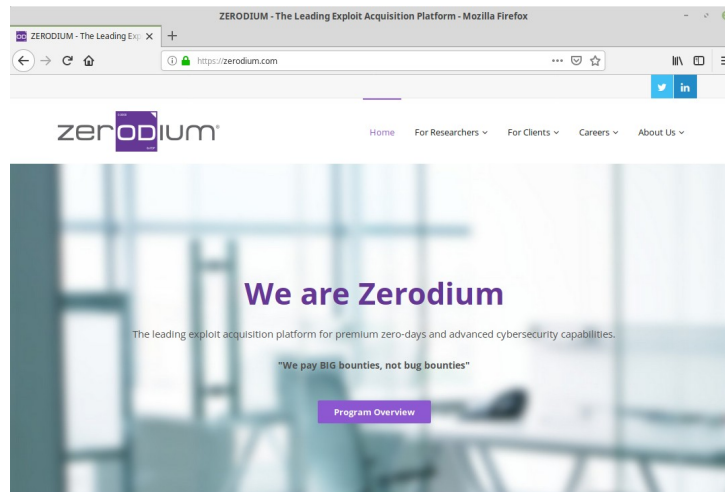 ZERODIUM - The Leading Exploit Acquisition Platform - Mozilla Firefox
ZERODIUM - The Leading Exp
https://zerodium.com
zerodium
Home For Researchers For Clients Careers About Us
We are Zerodium
The leading exploit acquisition platform for premium zero-days and advanced cybersecurity capabilities.
"We pay BIG bounties, not bug bounties"
Program Overview